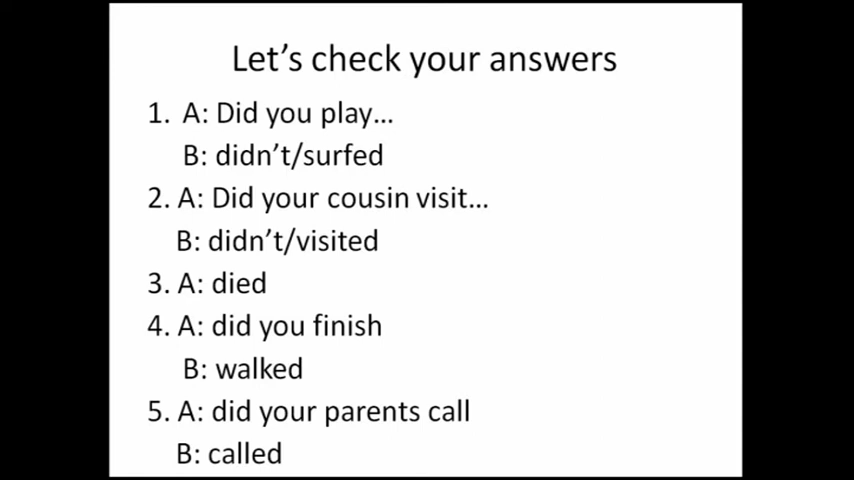 Let’s check your answers
1. A: Did you play...
B: didn’t/surfed
2. A: Did your cousin visit...
B: didn’t/visited
3. A: died
4. A: did you finish
B: walked
5. A: did your parents call
B: called